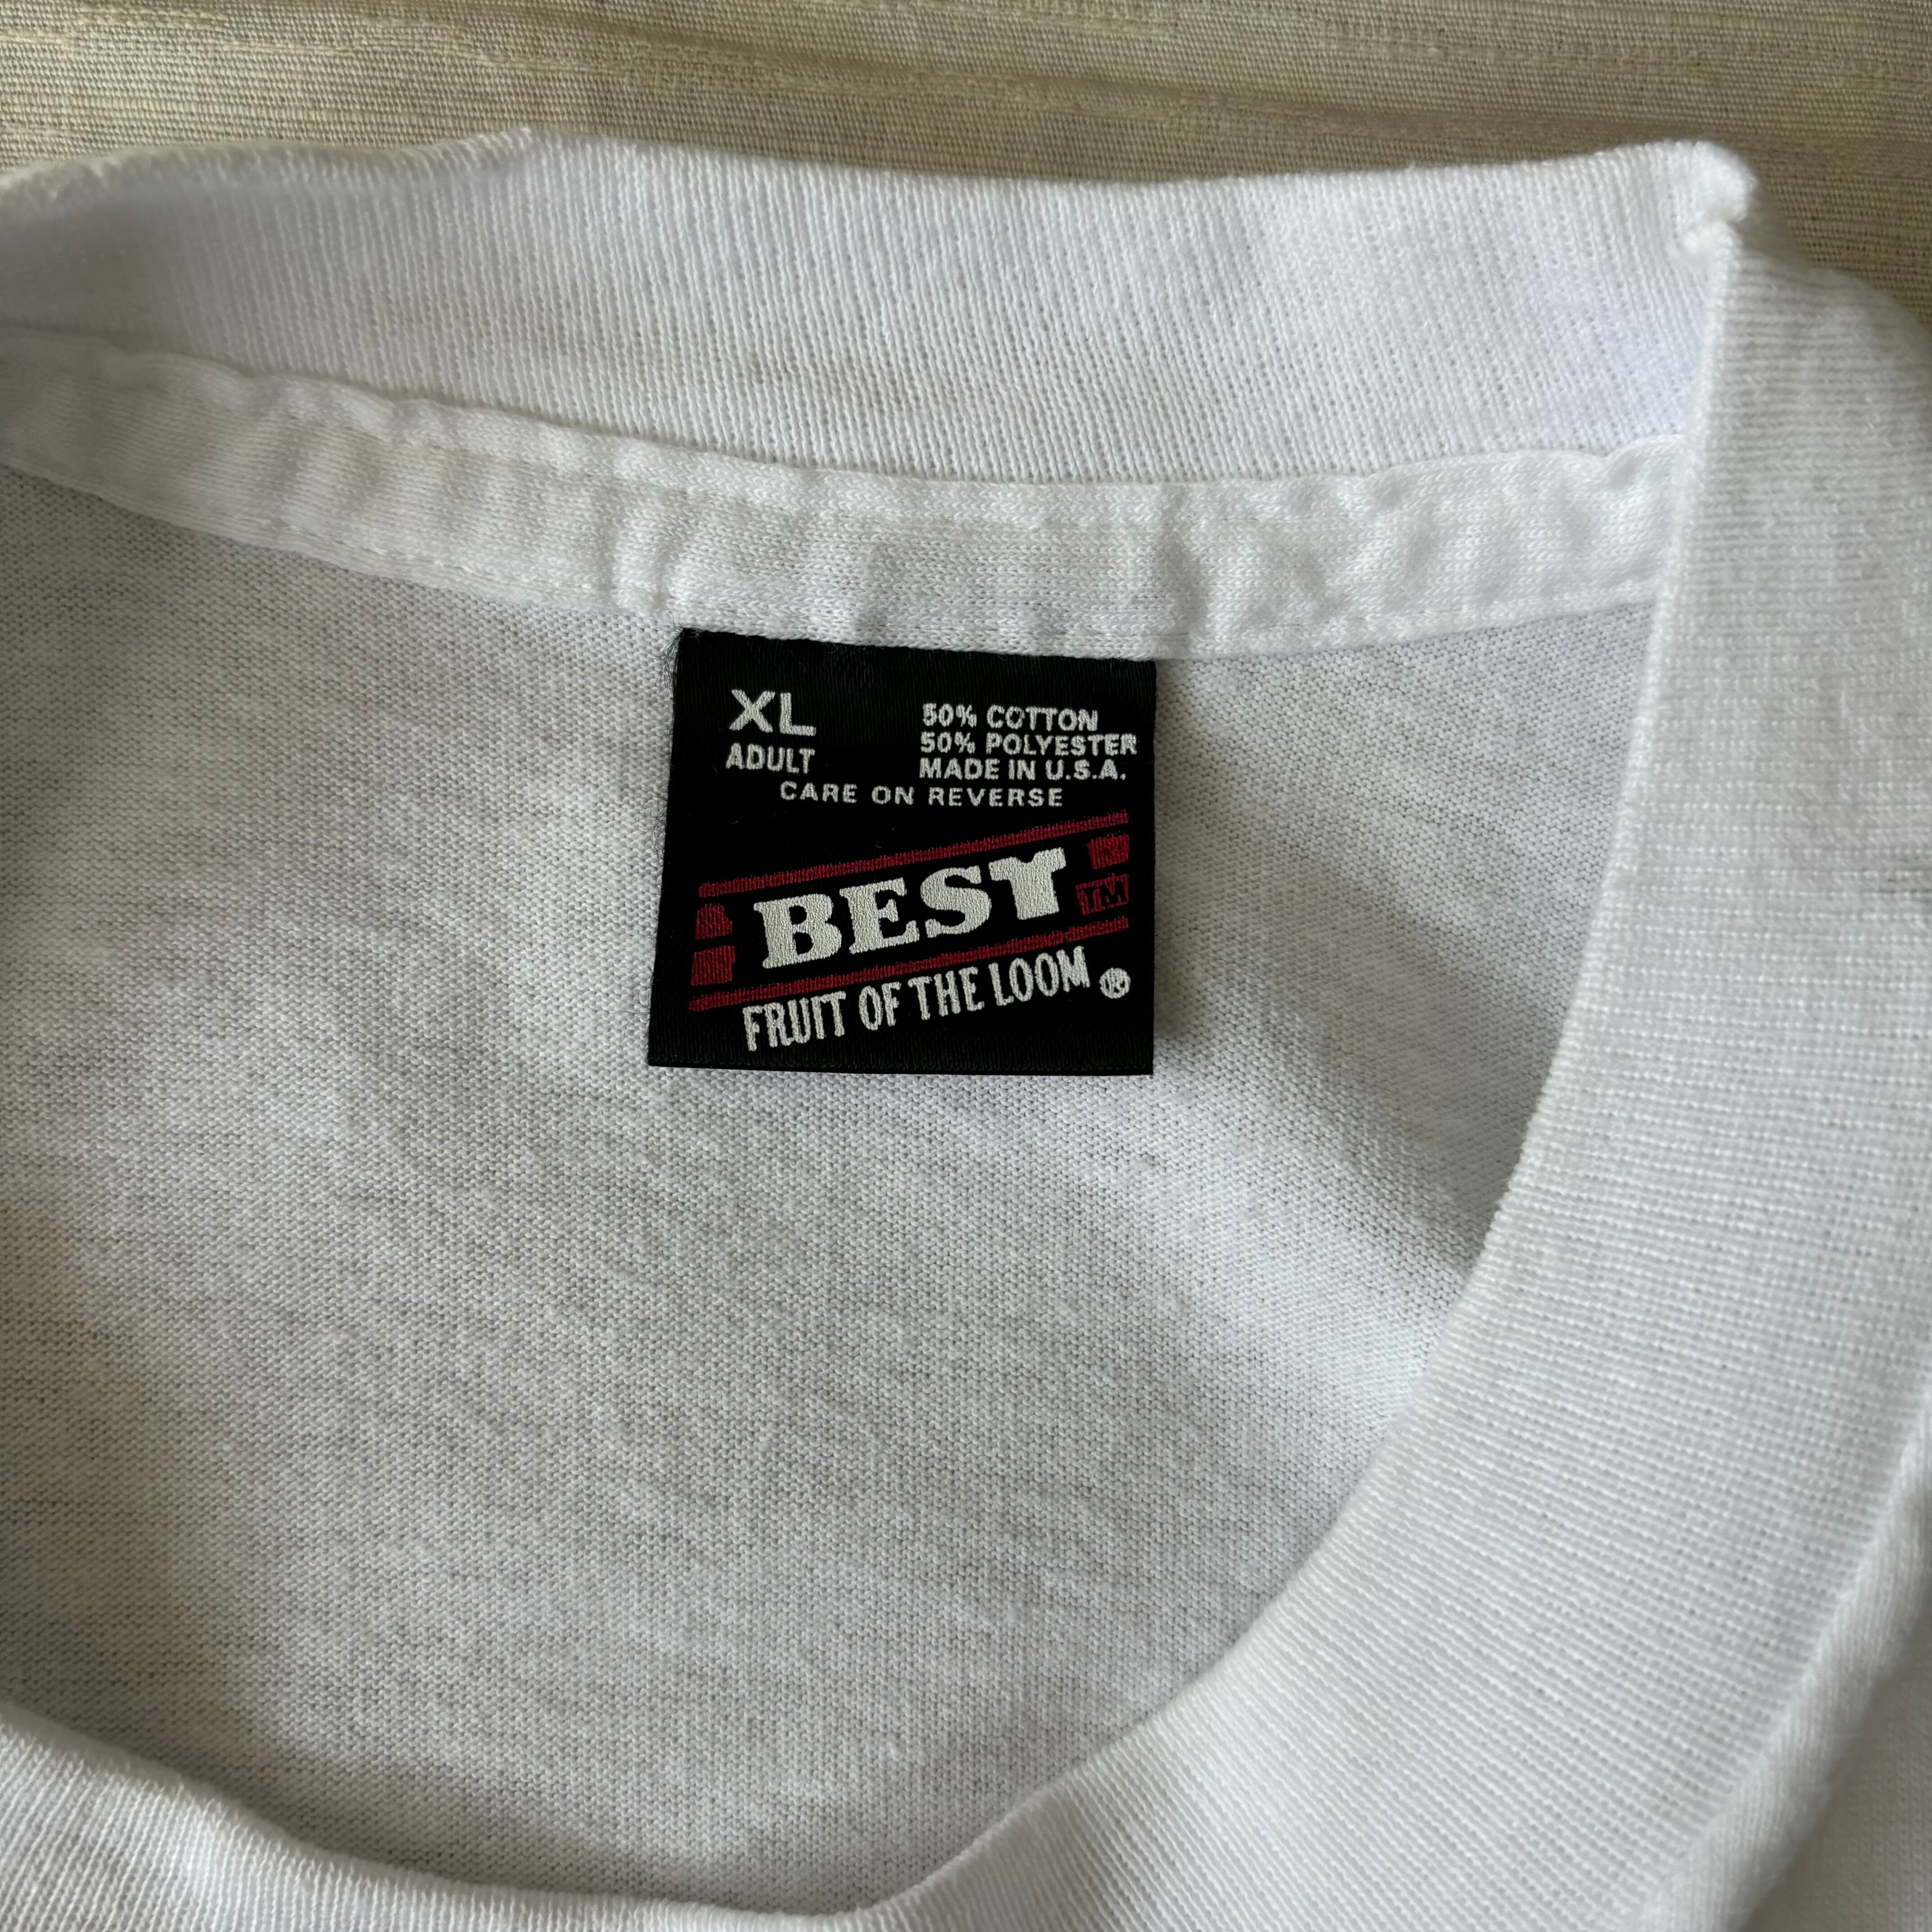 XL
ADULT
50% COTTON
50% POLYESTER
MADE IN U.S.A.
CARE ON REVERSE
BEST TM
FRUIT OF THE LOOM ®